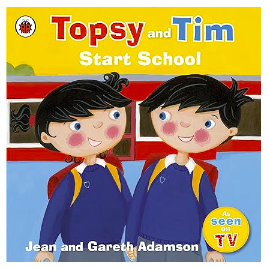 Topsy and Tim
Start School
As
seen
on
TV
Jean and Gareth Adamson